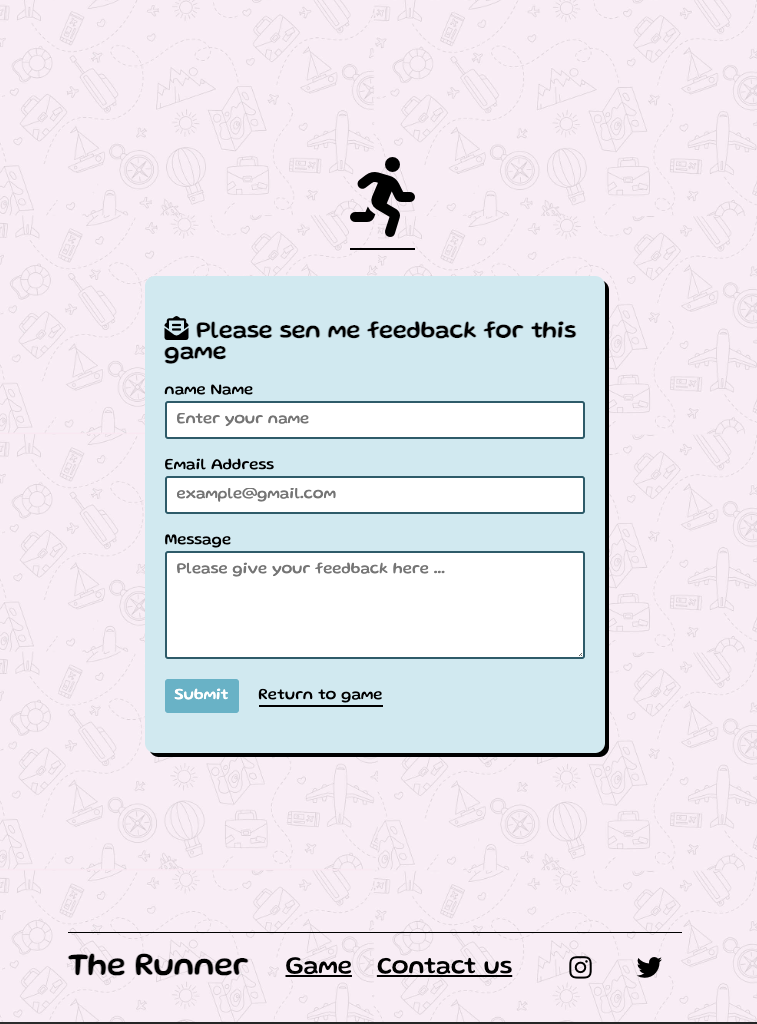 Please sen me feedback for this
game
name Name
Enter your name
Email Address
example@gmail.com
Message
Please give your feedback here ...
Submit
Return to game
The Runner
Game
Contact us